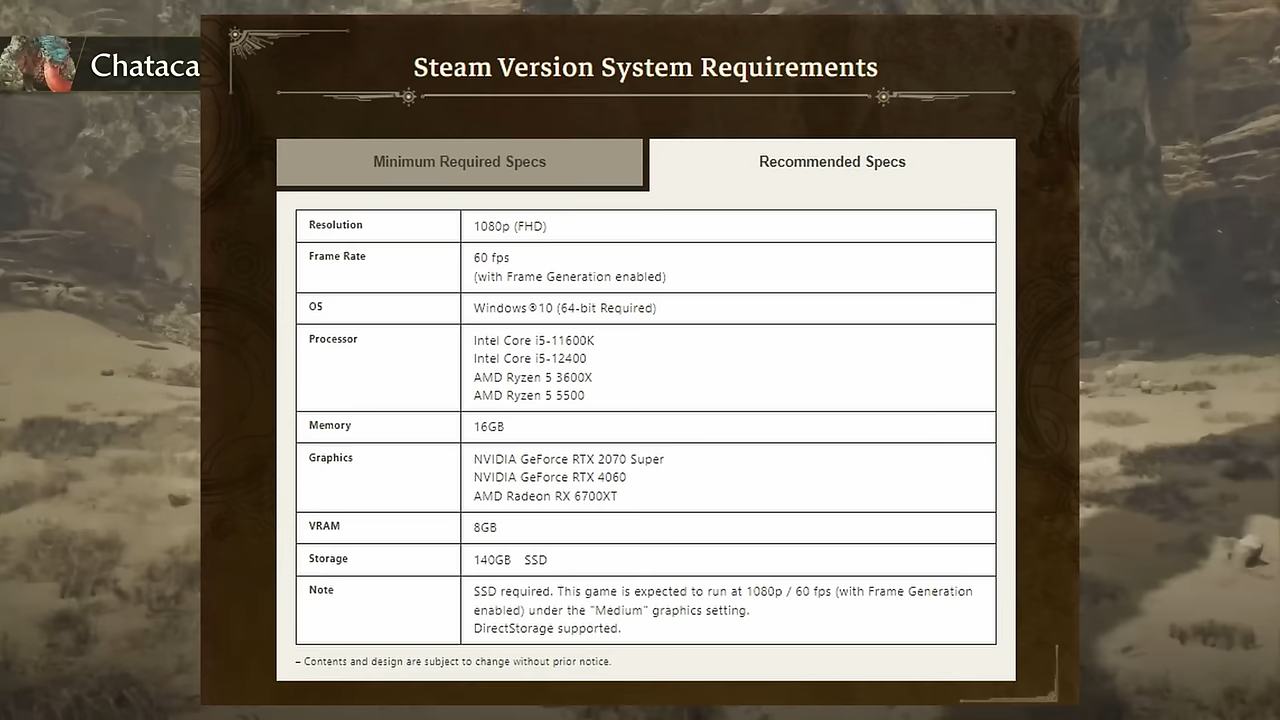 Chataca
Steam Version System Requirements
Minimum Required Specs
Recommended Specs
Resolution
1080p (FHD)
Frame Rate
60 fps
(with Frame Generation enabled)
OS
Windows®10 (64-bit Required)
Processor
Intel Core i5-11600K
Intel Core i5-12400
AMD Ryzen 5 3600X
AMD Ryzen 5 5500
Memory
16GB
Graphics
NVIDIA GeForce RTX 2070 Super
NVIDIA GeForce RTX 4060
AMD Radeon RX 6700XT
VRAM
8GB
Storage
140GB SSD
Note
SSD required. This game is expected to run at 1080p / 60 fps (with Frame Generation
enabled) under the "Medium" graphics setting.
DirectStorage supported.
– Contents and design are subject to change without prior notice.